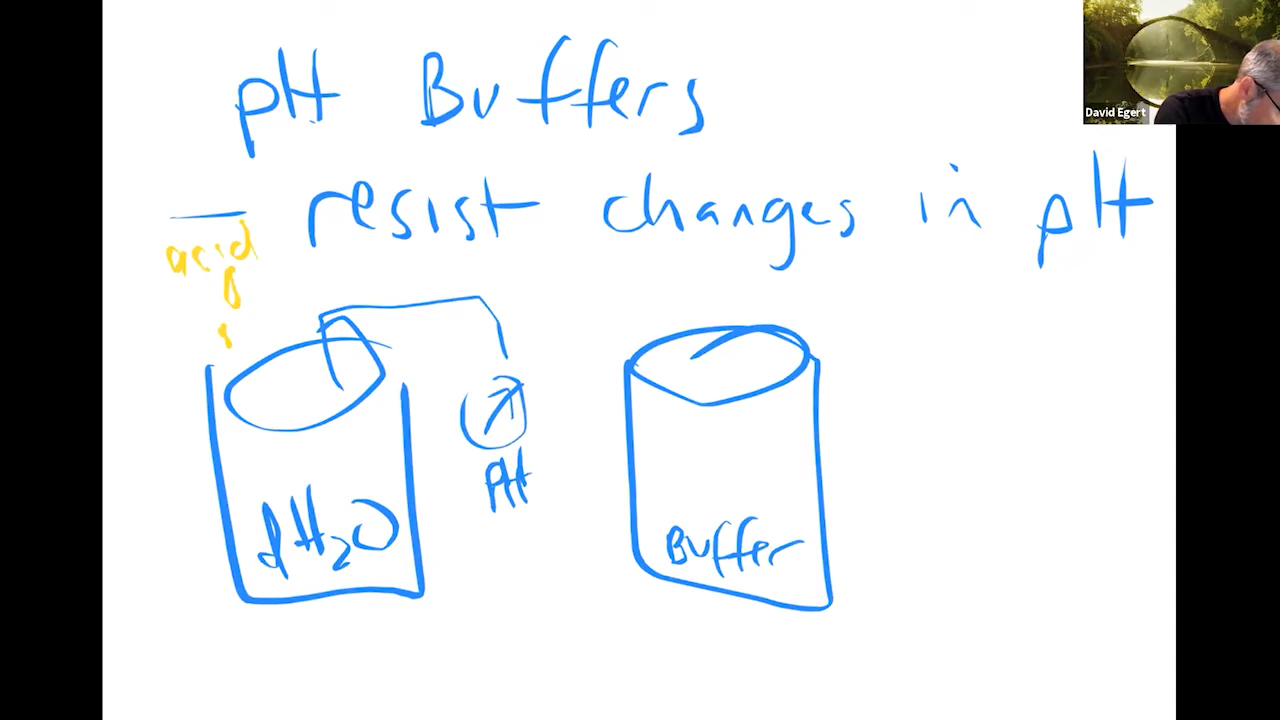 pH Buffers
David Egert
— resist changes in pH
acid
pH
dH₂O
Buffer